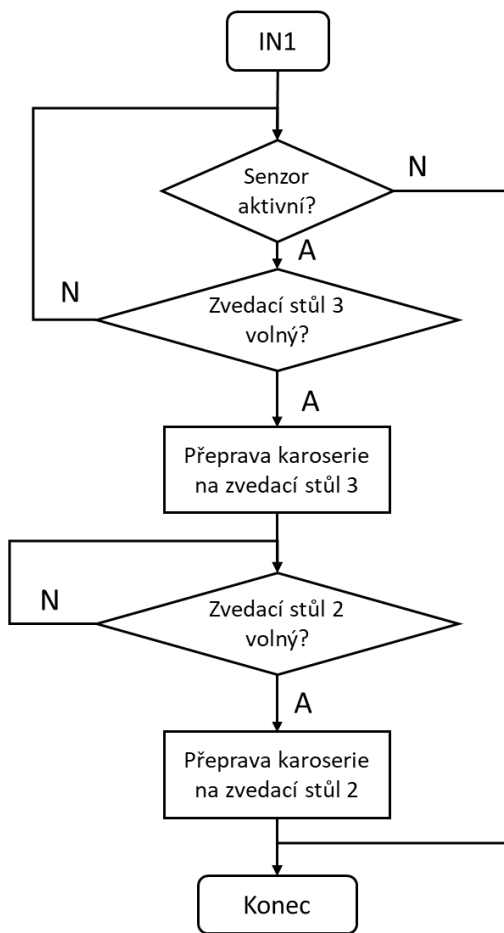 IN1
Senzor
aktivní?
N
A
Zvedací stůl 3
volný?
N
A
Přeprava karoserie
na zvedací stůl 3
Zvedací stůl 2
volný?
N
A
Přeprava karoserie
na zvedací stůl 2
Konec